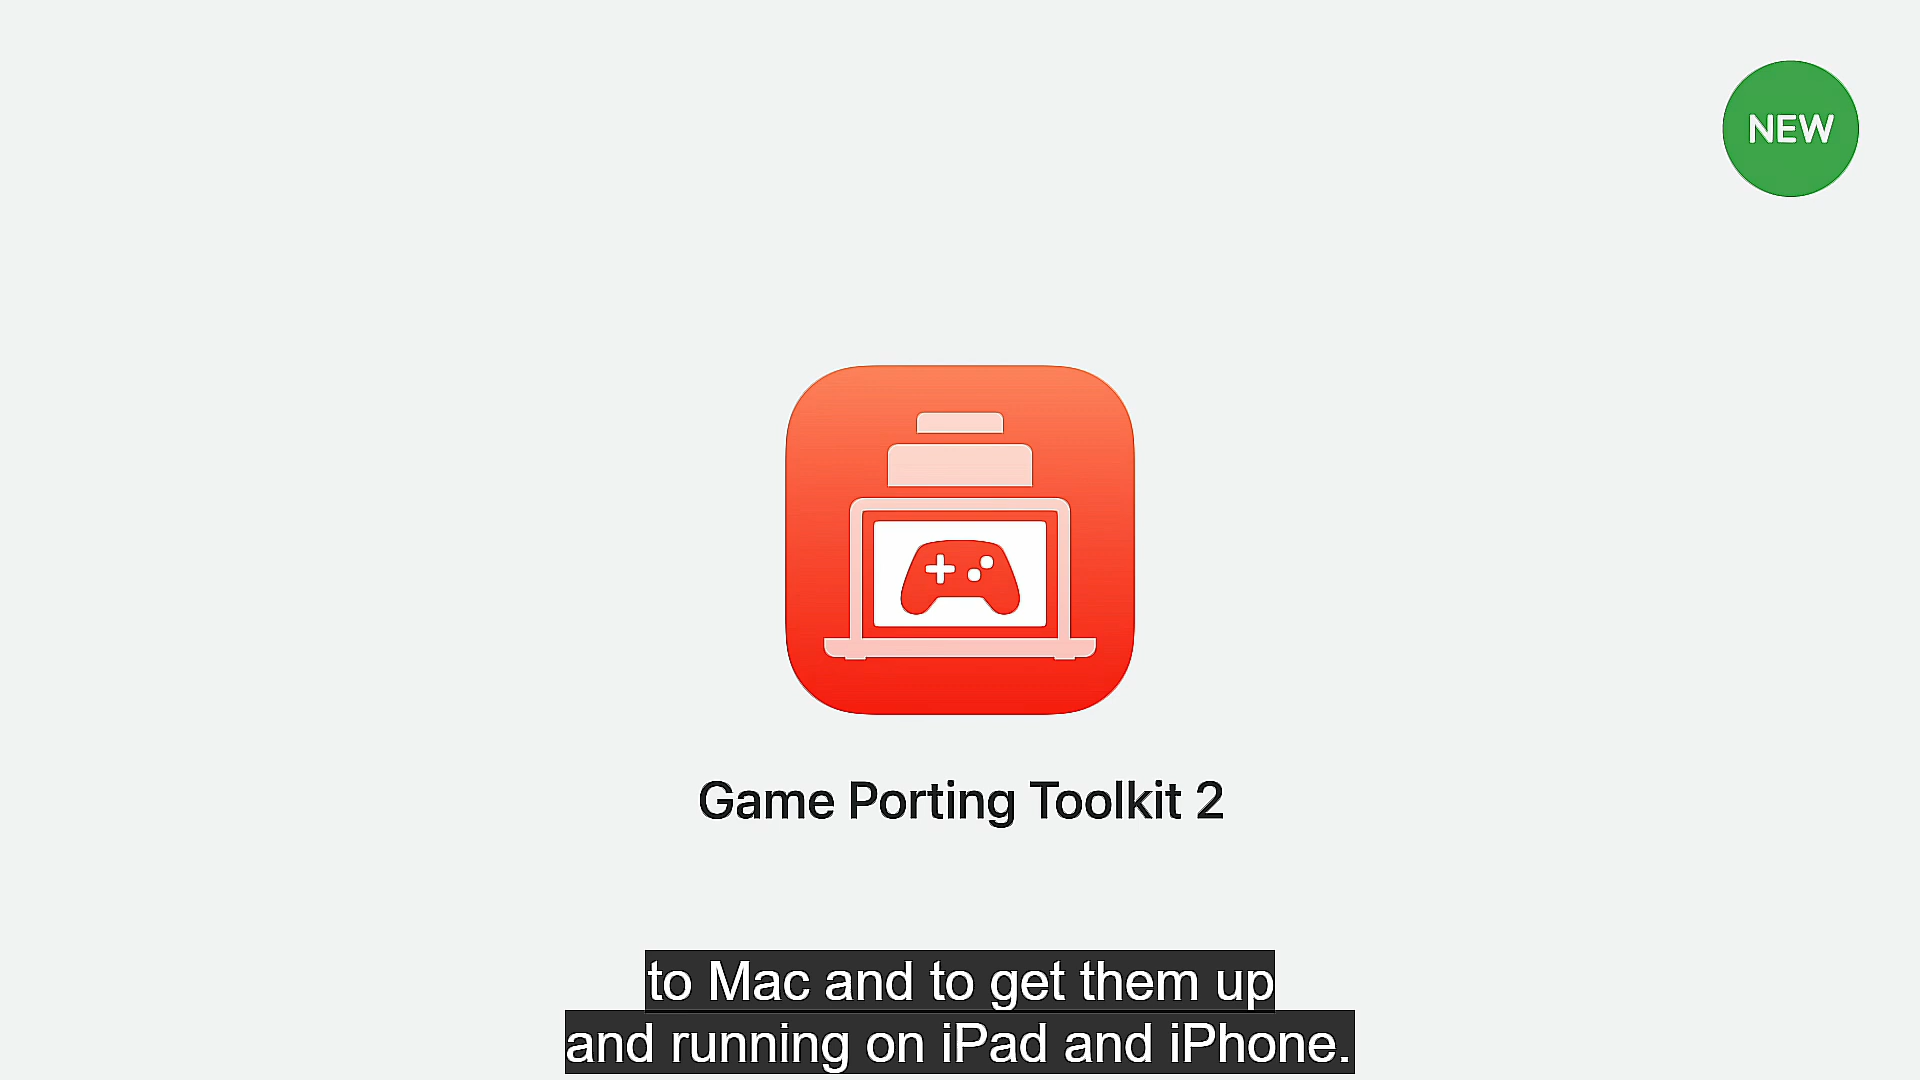 NEW
Game Porting Toolkit 2
to Mac and to get them up
and running on iPad and iPhone.